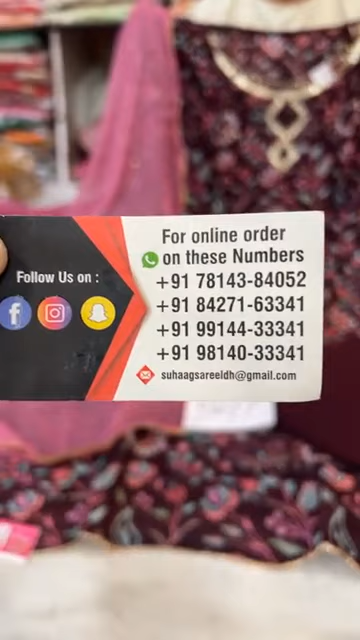 For online order
on these Numbers
Follow Us on :
+91 78143-84052
+91 84271-63341
+91 99144-33341
+91 98140-33341
suhaagsareeldh@gmail.com